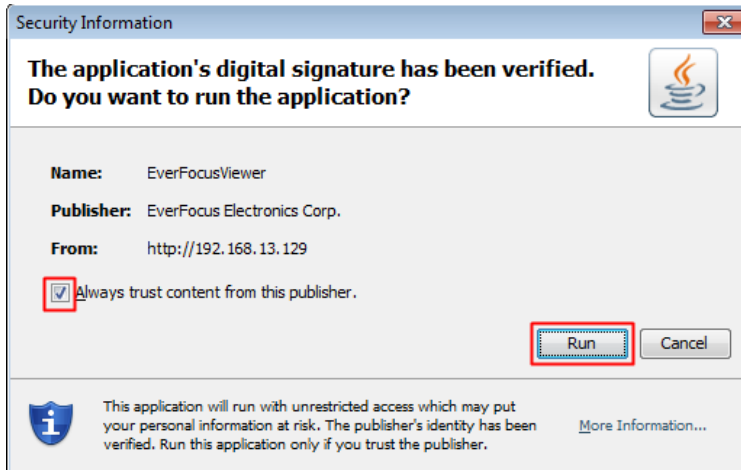 Security Information
The application's digital signature has been verified.
Do you want to run the application?
Name: EverFocusViewer
Publisher: EverFocus Electronics Corp.
From: http://192.168.13.129
Always trust content from this publisher.
Run Cancel
This application will run with unrestricted access which may put
your personal information at risk. The publisher's identity has been
verified. Run this application only if you trust the publisher.
More Information...